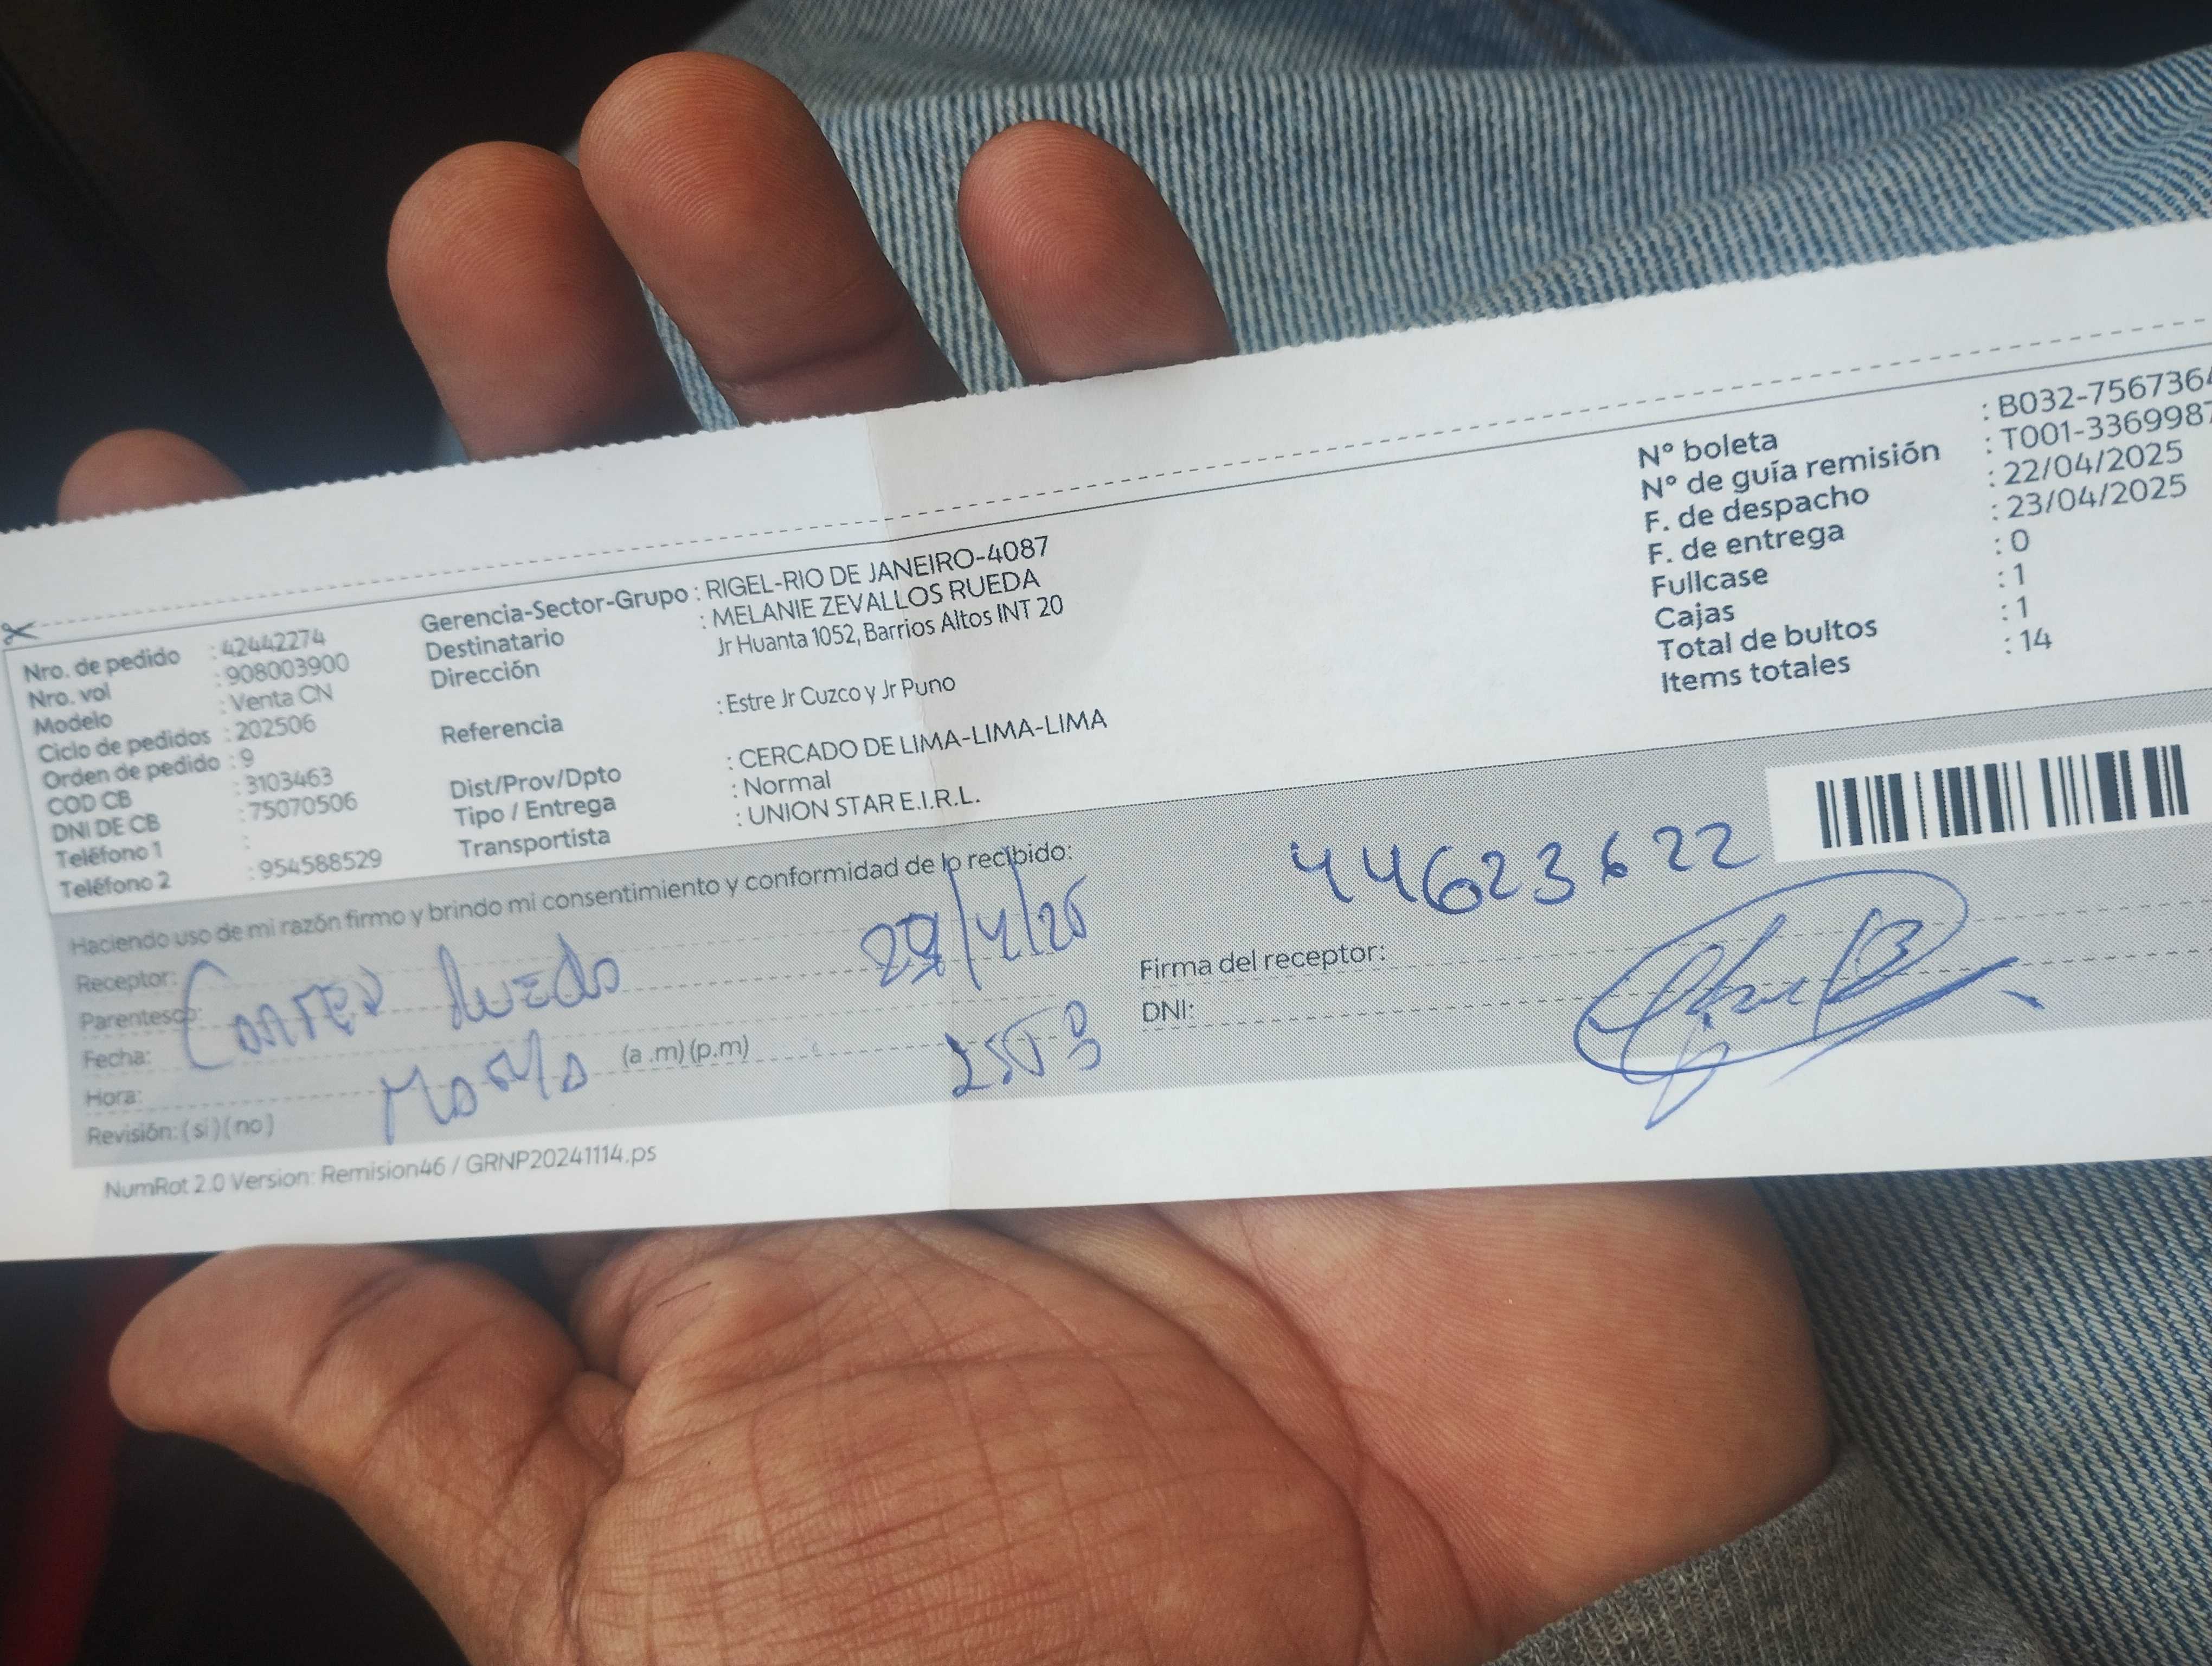 Nro. de pedido : 42442274
Nro. vol : 908003900
Modelo : Venta CN
Ciclo de pedidos : 202506
Orden de pedido : 9
COD CB : 3103463
DNI DE CB : 75070506
Teléfono 1 :
Teléfono 2 : 954588529
Gerencia-Sector-Grupo : RIGEL-RIO DE JANEIRO-4087
Destinatario : MELANIE ZEVALLOS RUEDA
Dirección Jr Huanta 1052, Barrios Altos INT 20
Referencia : Estre Jr Cuzco y Jr Puno
Dist/Prov/Dpto : CERCADO DE LIMA-LIMA-LIMA
Tipo / Entrega : Normal
Transportista : UNION STAR E.I.R.L.
N° boleta : B032-7567364
N° de guía remisión : T001-3369987
F. de despacho : 22/04/2025
F. de entrega : 23/04/2025
Fullcase : 0
Cajas : 1
Total de bultos : 1
Items totales : 14
Haciendo uso de mi razón firmo y brindo mi consentimiento y conformidad de lo recibido:
Receptor:
Parentesco:
Fecha:
Hora: (a .m) (p.m)
Revisión: ( si ) ( no )
44623622
Firma del receptor:
DNI:
NumRot 2.0 Version: Remision46 / GRNP20241114.ps